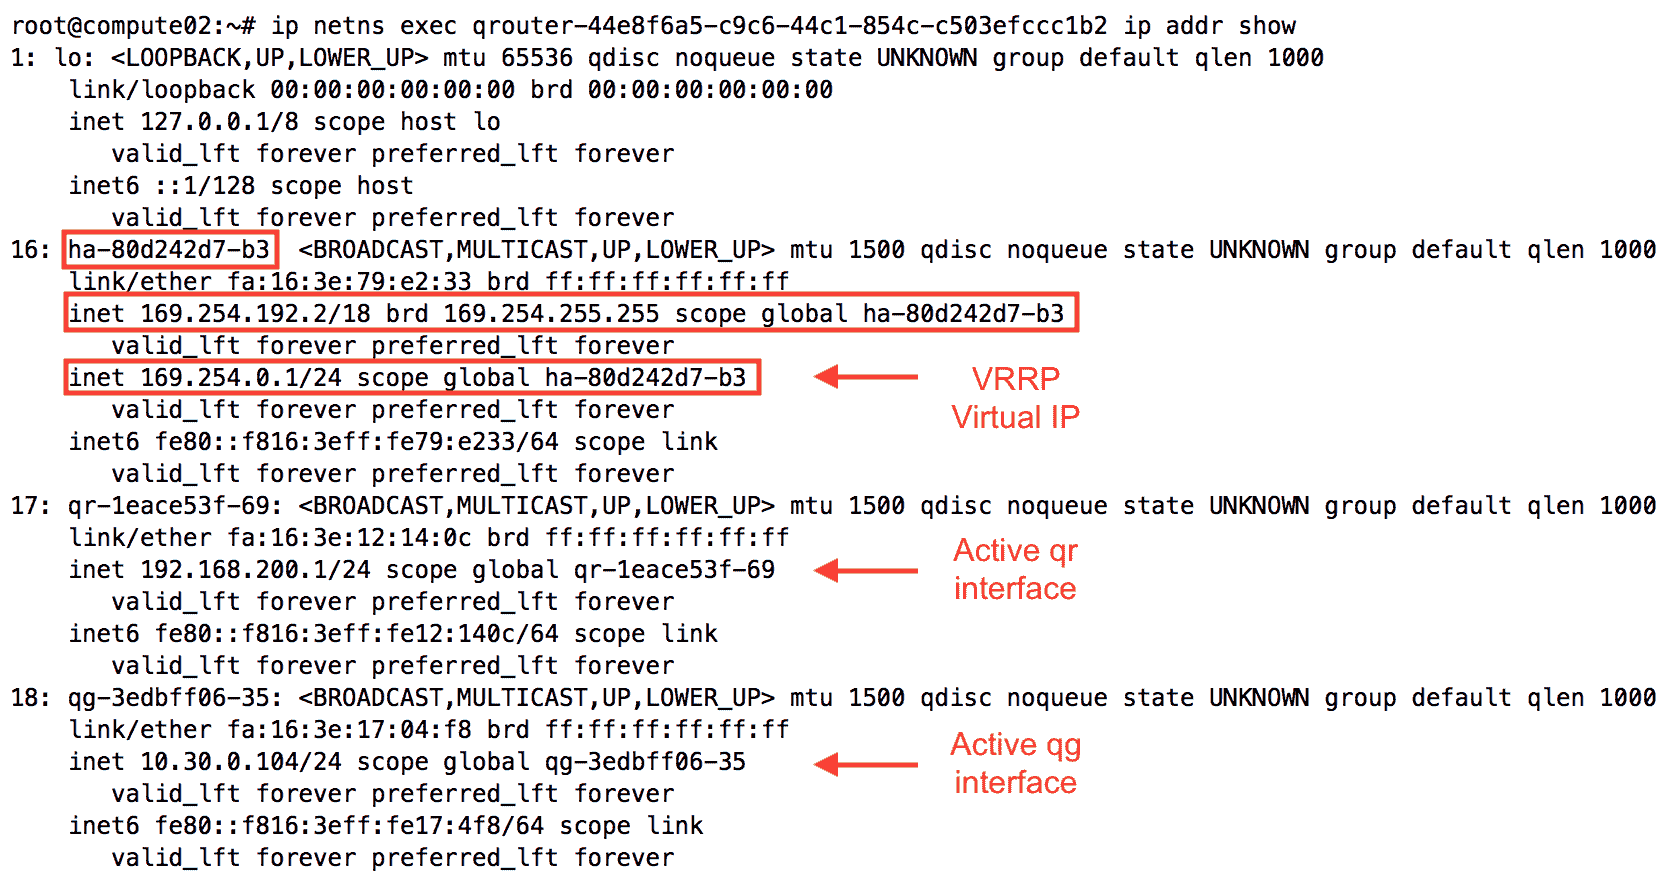 root@compute02:~# ip netns exec qrouter-44e8f6a5-c9c6-44c1-854c-c503efccc1b2 ip addr show
1: lo: <LOOPBACK,UP,LOWER_UP> mtu 65536 qdisc noqueue state UNKNOWN group default qlen 1000
    link/loopback 00:00:00:00:00:00 brd 00:00:00:00:00:00
    inet 127.0.0.1/8 scope host lo
       valid_lft forever preferred_lft forever
    inet6 ::1/128 scope host
       valid_lft forever preferred_lft forever
16: ha-80d242d7-b3 <BROADCAST,MULTICAST,UP,LOWER_UP> mtu 1500 qdisc noqueue state UNKNOWN group default qlen 1000
    link/ether fa:16:3e:79:e2:33 brd ff:ff:ff:ff:ff:ff
    inet 169.254.192.2/18 brd 169.254.255.255 scope global ha-80d242d7-b3
       valid_lft forever preferred_lft forever
    inet 169.254.0.1/24 scope global ha-80d242d7-b3
VRRP
Virtual IP
       valid_lft forever preferred_lft forever
    inet6 fe80::f816:3eff:fe79:e233/64 scope link
       valid_lft forever preferred_lft forever
17: qr-1eace53f-69: <BROADCAST,MULTICAST,UP,LOWER_UP> mtu 1500 qdisc noqueue state UNKNOWN group default qlen 1000
    link/ether fa:16:3e:12:14:0c brd ff:ff:ff:ff:ff:ff
    inet 192.168.200.1/24 scope global qr-1eace53f-69
Active qr
interface
       valid_lft forever preferred_lft forever
    inet6 fe80::f816:3eff:fe12:140c/64 scope link
       valid_lft forever preferred_lft forever
18: qg-3edbff06-35: <BROADCAST,MULTICAST,UP,LOWER_UP> mtu 1500 qdisc noqueue state UNKNOWN group default qlen 1000
    link/ether fa:16:3e:17:04:f8 brd ff:ff:ff:ff:ff:ff
    inet 10.30.0.104/24 scope global qg-3edbff06-35
Active qg
interface
       valid_lft forever preferred_lft forever
    inet6 fe80::f816:3eff:fe17:4f8/64 scope link
       valid_lft forever preferred_lft forever